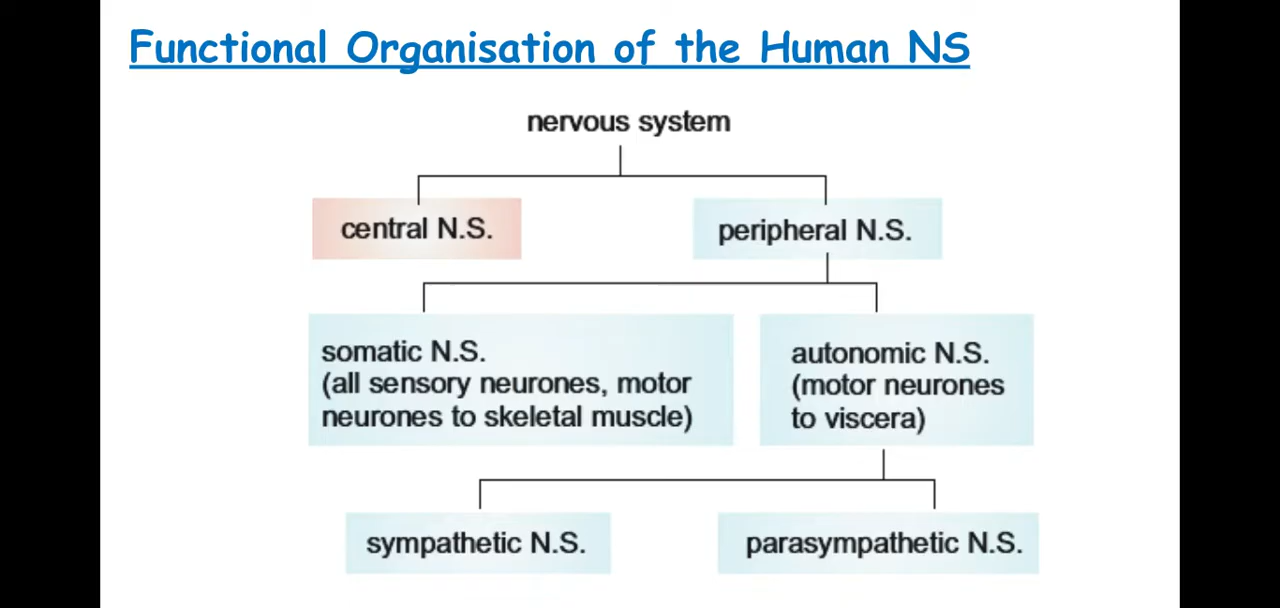 Functional Organisation of the Human NS
nervous system
central N.S.
peripheral N.S.
somatic N.S.
(all sensory neurones, motor
neurones to skeletal muscle)
autonomic N.S.
(motor neurones
to viscera)
sympathetic N.S.
parasympathetic N.S.